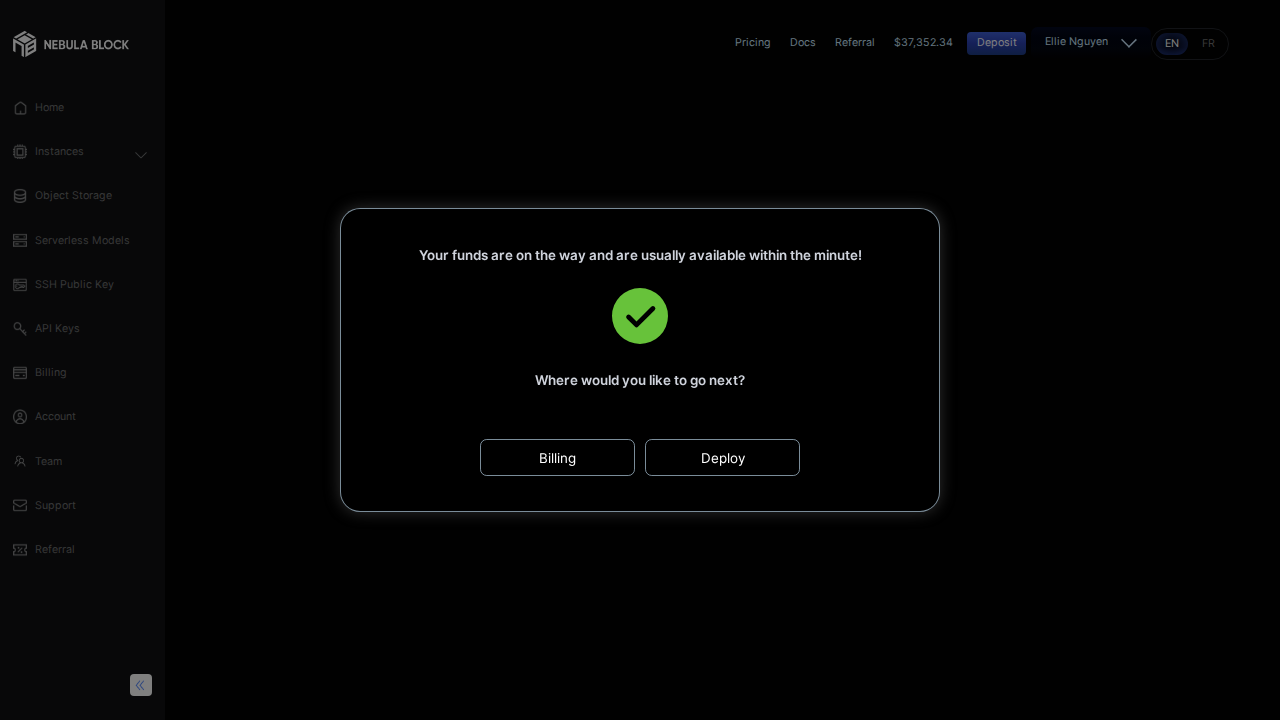 NEBULA BLOCK
Pricing
Docs
Referral
$37,352.34
Deposit
Ellie Nguyen
EN
FR
Home
Instances
Object Storage
Serverless Models
SSH Public Key
API Keys
Billing
Account
Team
Support
Referral
Your funds are on the way and are usually available within the minute!
Where would you like to go next?
Billing
Deploy